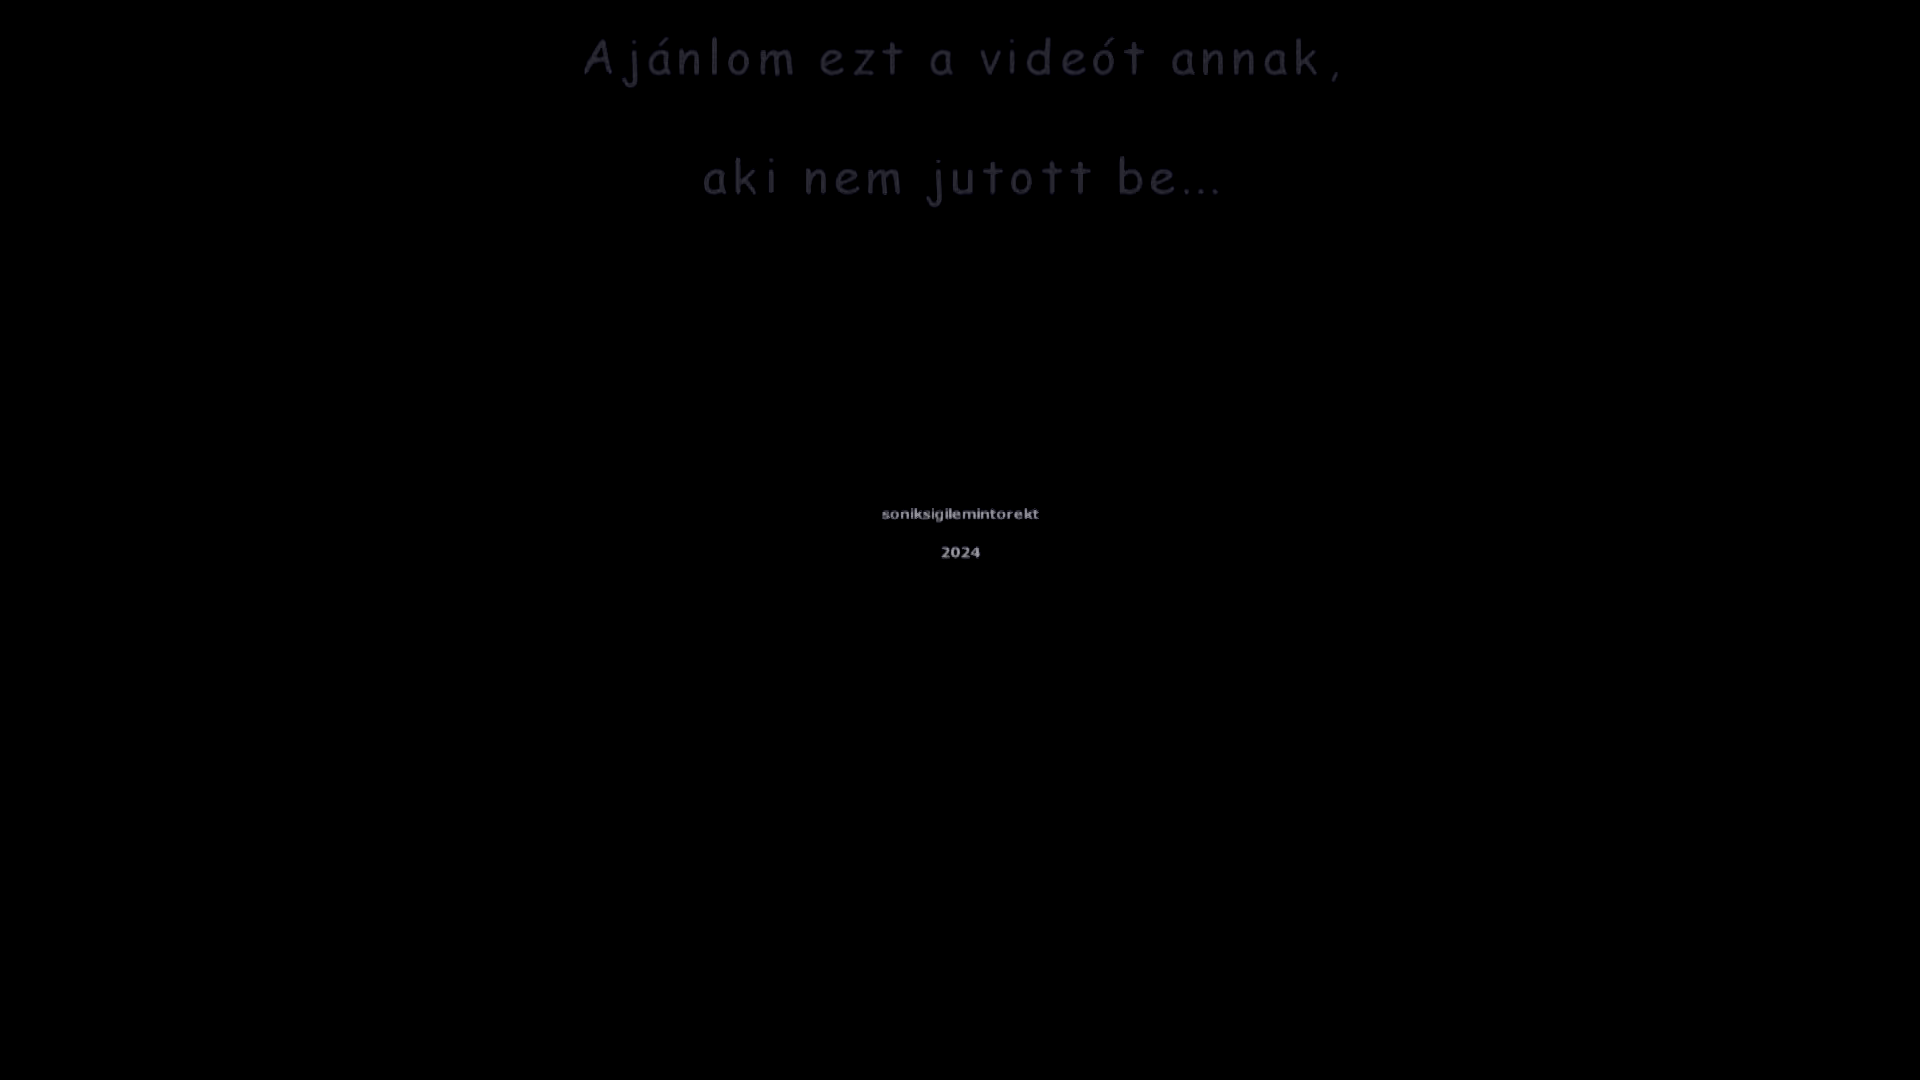 Ajánlom ezt a videót annak,
aki nem jutott be...
soniksigilemintorekt
2024